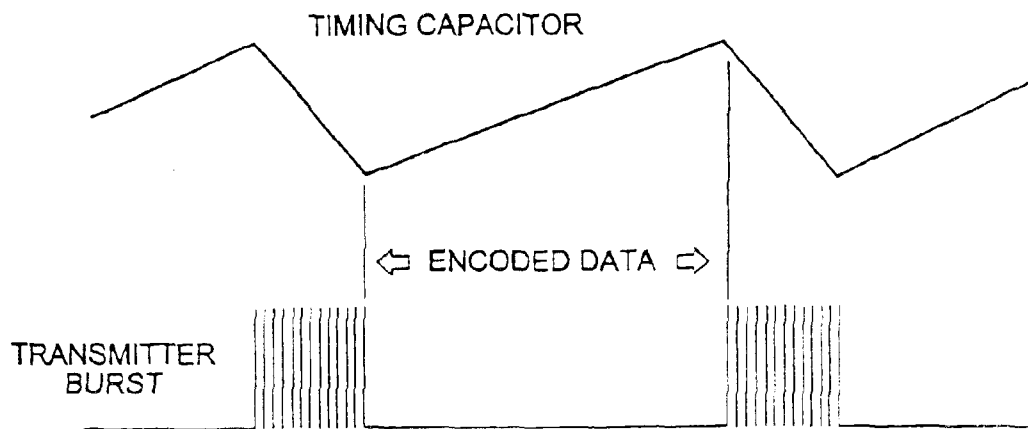 TIMING CAPACITOR
ENCODED DATA
TRANSMITTER
BURST